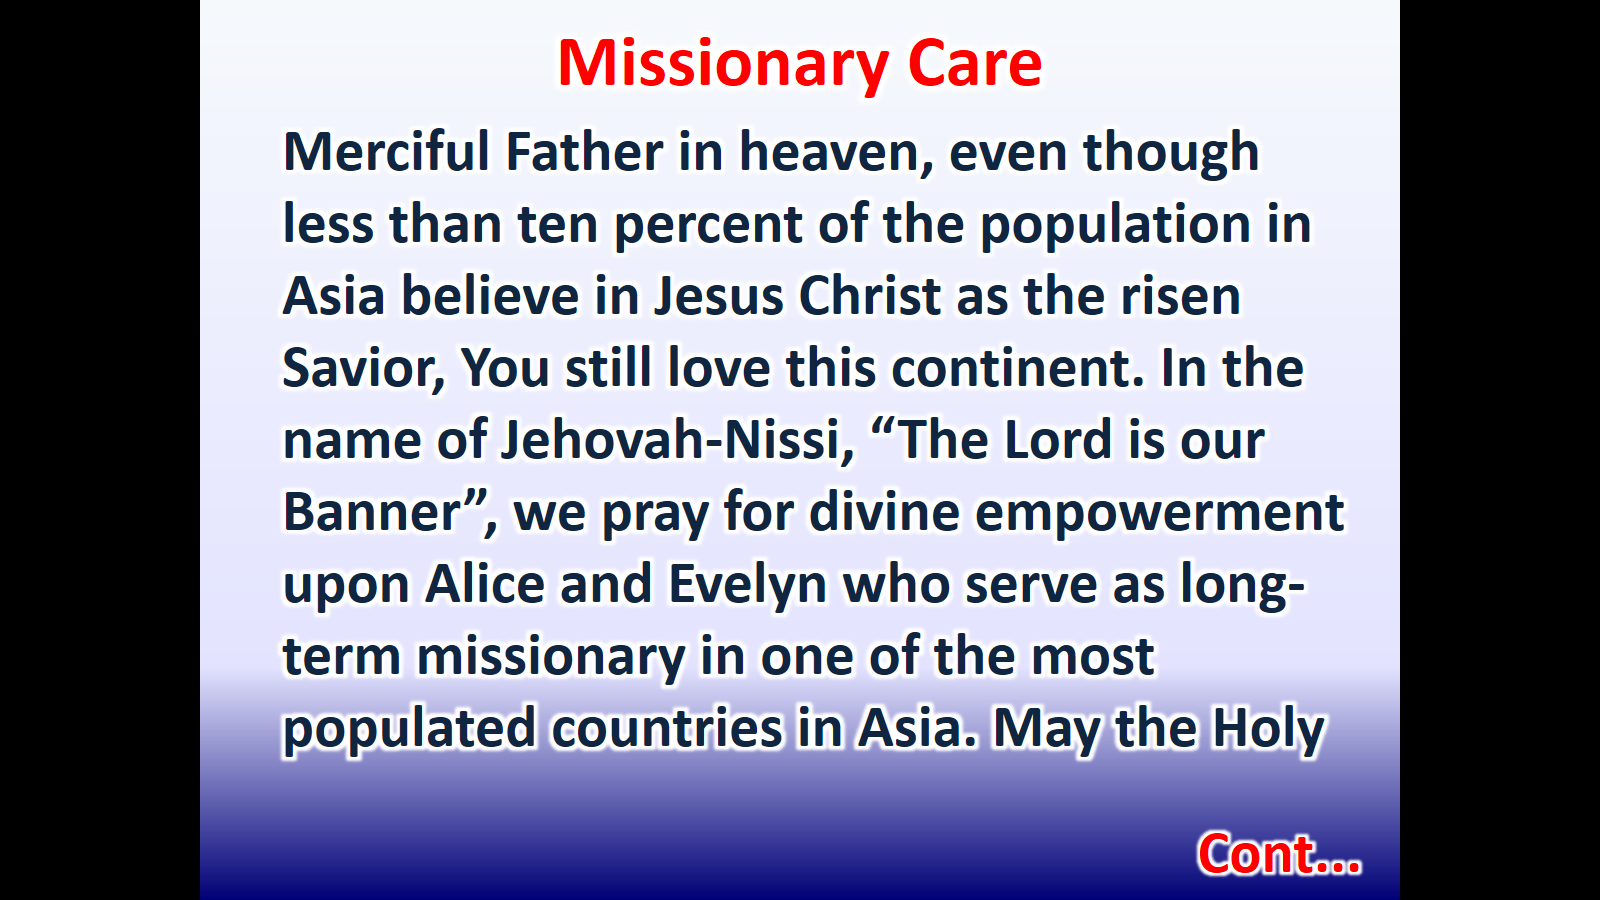 Missionary Care
Merciful Father in heaven, even though
less than ten percent of the population in
Asia believe in Jesus Christ as the risen
Savior, You still love this continent. In the
name of Jehovah-Nissi, “The Lord is our
Banner”, we pray for divine empowerment
upon Alice and Evelyn who serve as long-
term missionary in one of the most
populated countries in Asia. May the Holy
Cont...